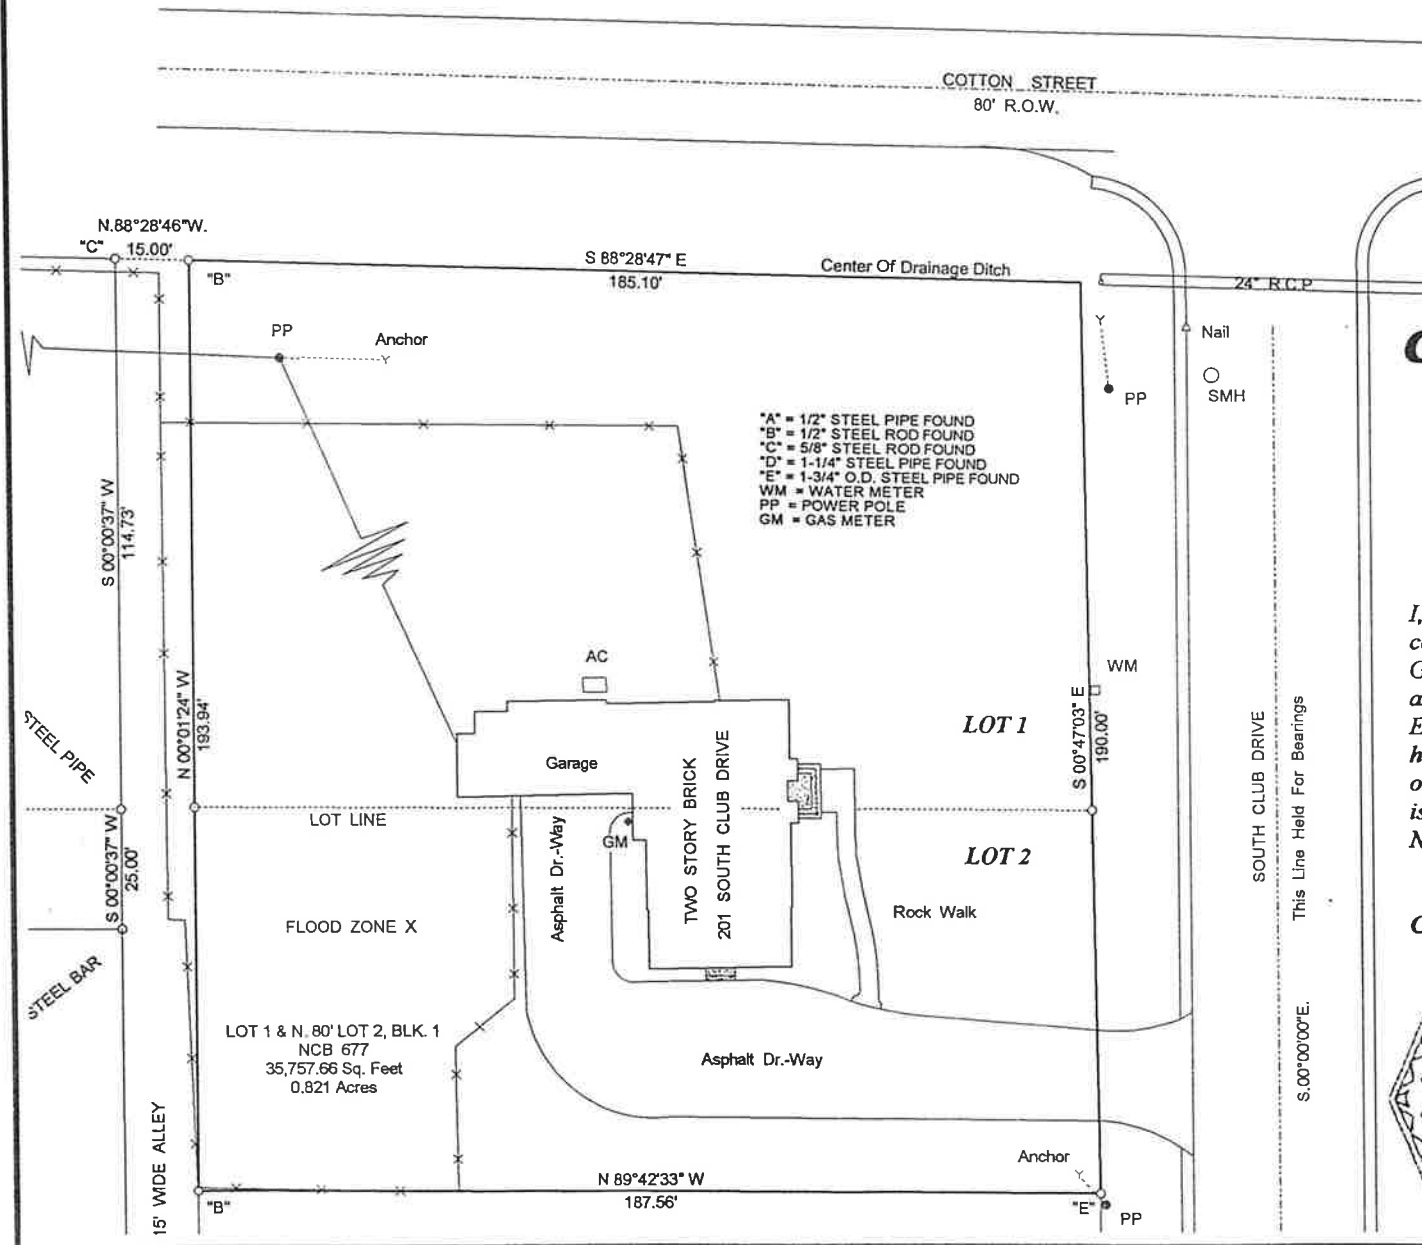 COTTON STREET
80' R.O.W.
N.88°28'46"W.
"C" 15.00'
"B"
S 88°28'47" E
185.10'
Center Of Drainage Ditch
24" R.C.P
PP
Anchor
Nail
SMH
PP
"A" = 1/2" STEEL PIPE FOUND
"B" = 1/2" STEEL ROD FOUND
"C" = 5/8" STEEL ROD FOUND
"D" = 1-1/4" STEEL PIPE FOUND
"E" = 1-3/4" O.D. STEEL PIPE FOUND
WM = WATER METER
PP = POWER POLE
GM = GAS METER
S 00°00'37" W
114.73'
N 00°01'24" W
193.94'
AC
WM
S 00°47'03" E
190.00'
LOT 1
STEEL PIPE
Garage
TWO STORY BRICK
201 SOUTH CLUB DRIVE
LOT LINE
GM
Asphalt Dr.-Way
LOT 2
S 00°00'37" W
25.00'
Rock Walk
FLOOD ZONE X
SOUTH CLUB DRIVE
This Line Held For Bearings
S.00°00'00"E.
STEEL BAR
LOT 1 & N. 80' LOT 2, BLK. 1
NCB 677
35,757.66 Sq. Feet
0.821 Acres
Asphalt Dr.-Way
15' WIDE ALLEY
Anchor
N 89°42'33" W
187.56'
"B"
"E"
PP
I,
G
E
N